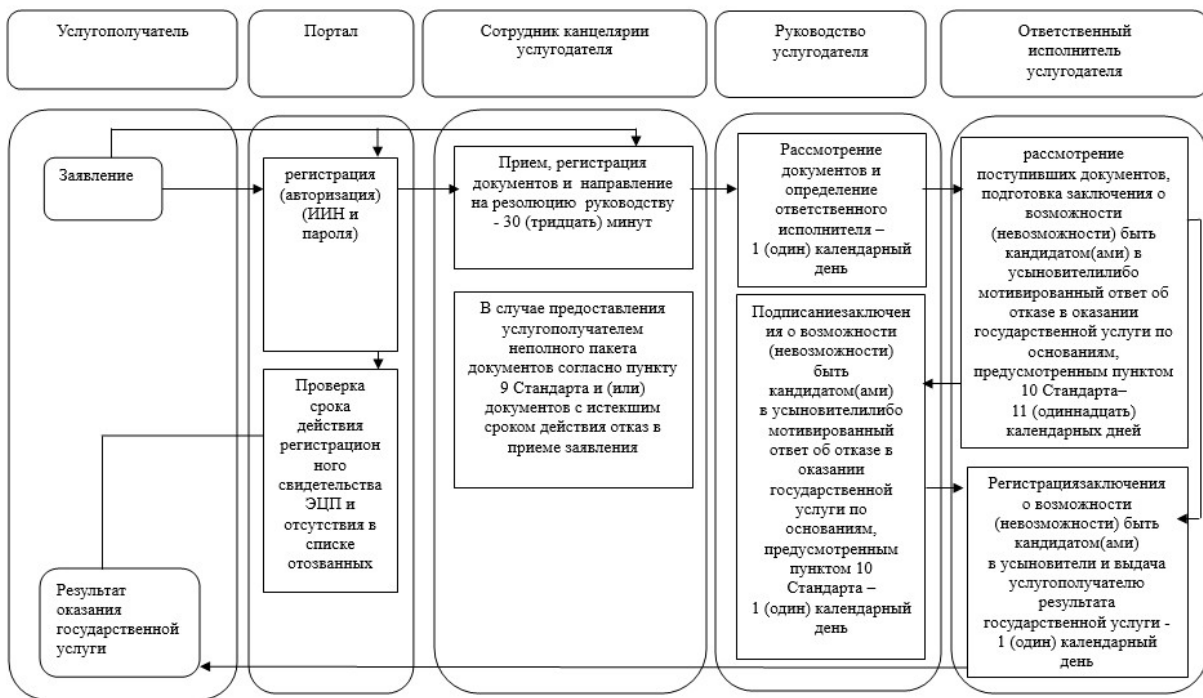 Услугополучатель
Портал
Сотрудник канцелярии
услугодателя
Руководство
услугодателя
Ответственный
исполнитель
услугодателя
Заявление
регистрация
(авторизация)
(ИИН и
пароля)
Прием, регистрация
документов и направление
на резолюцию руководству
- 30 (тридцать) минут
Рассмотрение
документов и
определение
ответственного
исполнителя –
1 (один) календарный
день
рассмотрение
поступивших документов,
подготовка заключения о
возможности
(невозможности) быть
кандидатом(ами) в
усыновителилибо
мотивированный ответ об
отказе в оказании
государственной услуги по
основаниям,
предусмотренным пунктом
10 Стандарта–
11 (одиннадцать)
календарных дней
Проверка
срока
действия
регистрацион
ного
свидетельства
ЭЦП и
отсутствия в
списке
отозванных
В случае предоставления
услугополучателем
неполного пакета
документов согласно пункту
9 Стандарта и (или)
документов с истекшим
сроком действия отказ в
приеме заявления
Подписаниезаключен
ия о возможности
(невозможности)
быть
кандидатом(ами)
в усыновителилибо
мотивированный
ответ об отказе в
оказании
государственной
услуги по
основаниям,
предусмотренным
пунктом 10
Стандарта –
1 (один) календарный
день
Регистрациязаключения
о возможности
(невозможности) быть
кандидатом(ами)
в усыновители и выдача
услугополучателю
результата
государственной услуги -
1 (один) календарный
день
Результат
оказания
государственной
услуги